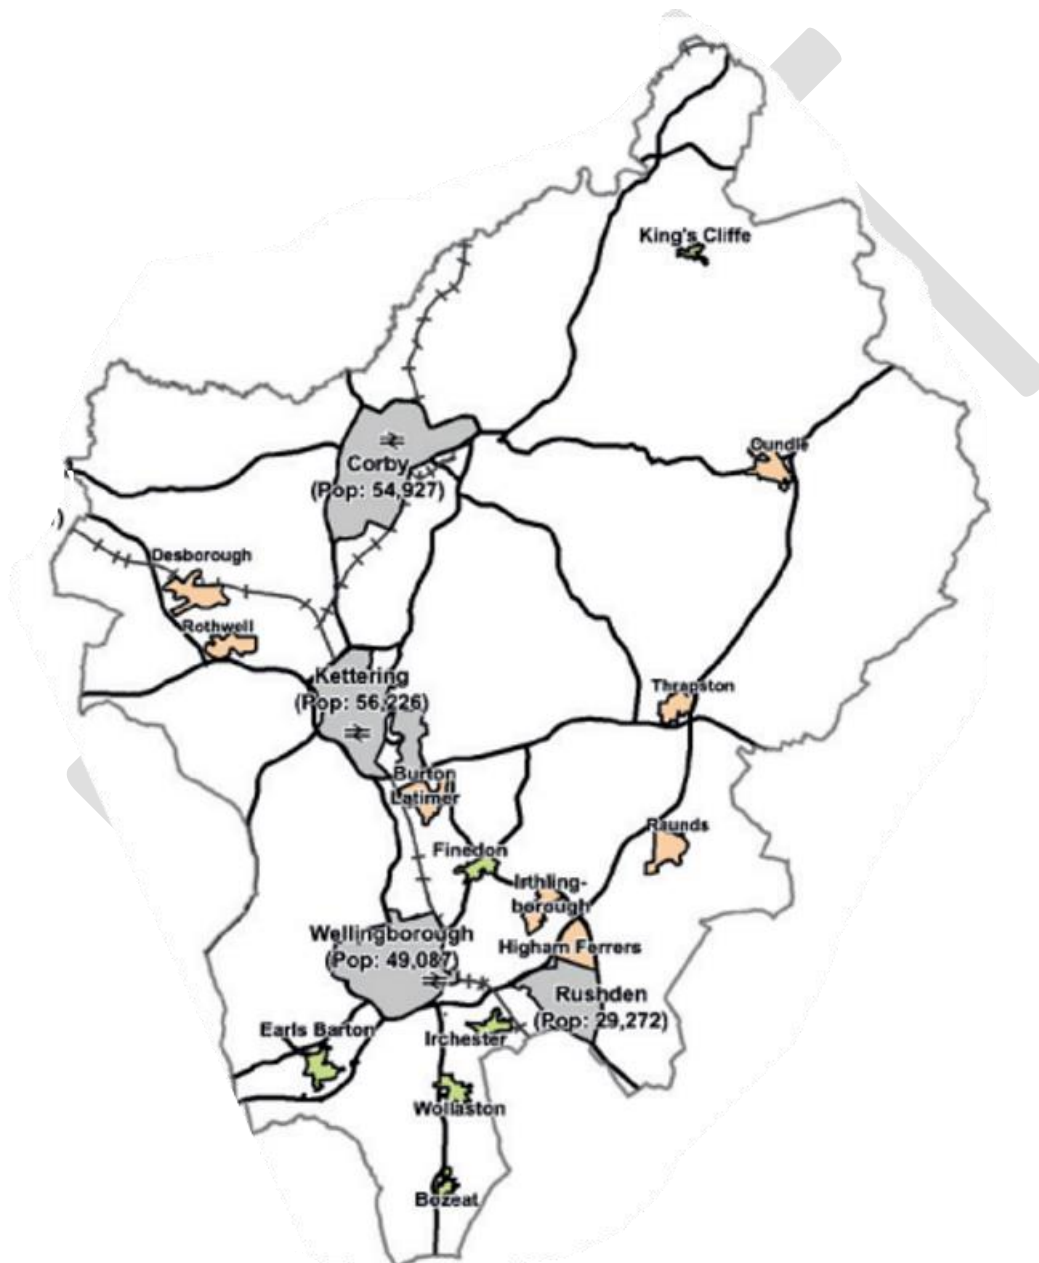 King's Cliffe
Oundle
Corby
(Pop: 54,927)
)
Desborough
Rothwell
Kettering
(Pop: 56,226)
Thrapston
Burton
Latimer
Raunds
Finedon
Irthling-
borough
Wellingborough
(Pop: 49,087)
Higham Ferrers
Rushden
(Pop: 29,272)
Earls Barton
Irchester
Wollaston
Bozeat